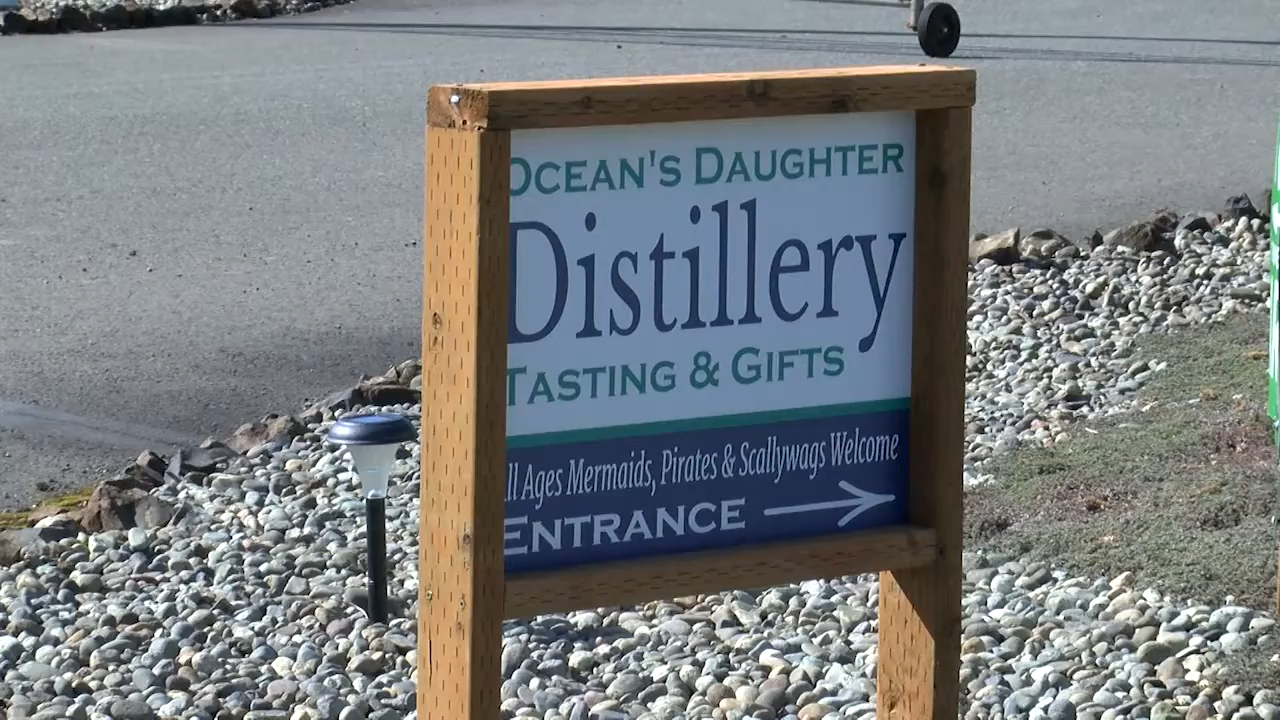 OCEAN'S DAUGHTER
Distillery
TASTING & GIFTS
ll Ages Mermaids, Pirates & Scallywags Welcome
ENTRANCE